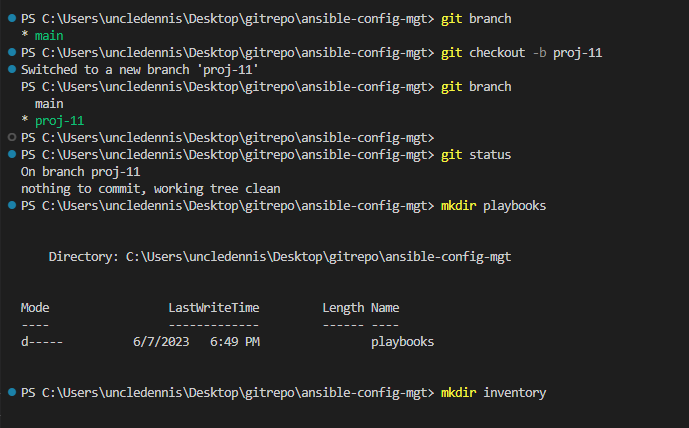 PS C:\Users\uncledennis\Desktop\gitrepo\ansible-config-mgt> git branch
* main
PS C:\Users\uncledennis\Desktop\gitrepo\ansible-config-mgt> git checkout -b proj-11
Switched to a new branch 'proj-11'
PS C:\Users\uncledennis\Desktop\gitrepo\ansible-config-mgt> git branch
  main
* proj-11
PS C:\Users\uncledennis\Desktop\gitrepo\ansible-config-mgt>
PS C:\Users\uncledennis\Desktop\gitrepo\ansible-config-mgt> git status
On branch proj-11
nothing to commit, working tree clean
PS C:\Users\uncledennis\Desktop\gitrepo\ansible-config-mgt> mkdir playbooks
    Directory: C:\Users\uncledennis\Desktop\gitrepo\ansible-config-mgt
Mode                 LastWriteTime         Length Name
----                 -------------         ------ ----
d-----          6/7/2023   6:49 PM                playbooks
PS C:\Users\uncledennis\Desktop\gitrepo\ansible-config-mgt> mkdir inventory